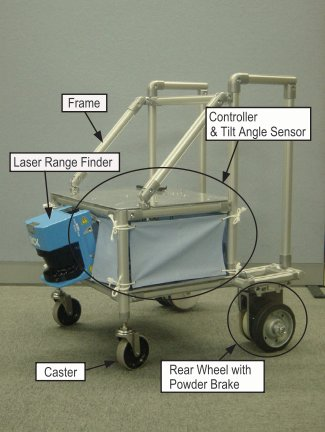 Frame
Controller
& Tilt Angle Sensor
Laser Range Finder
Caster
Rear Wheel with
Powder Brake